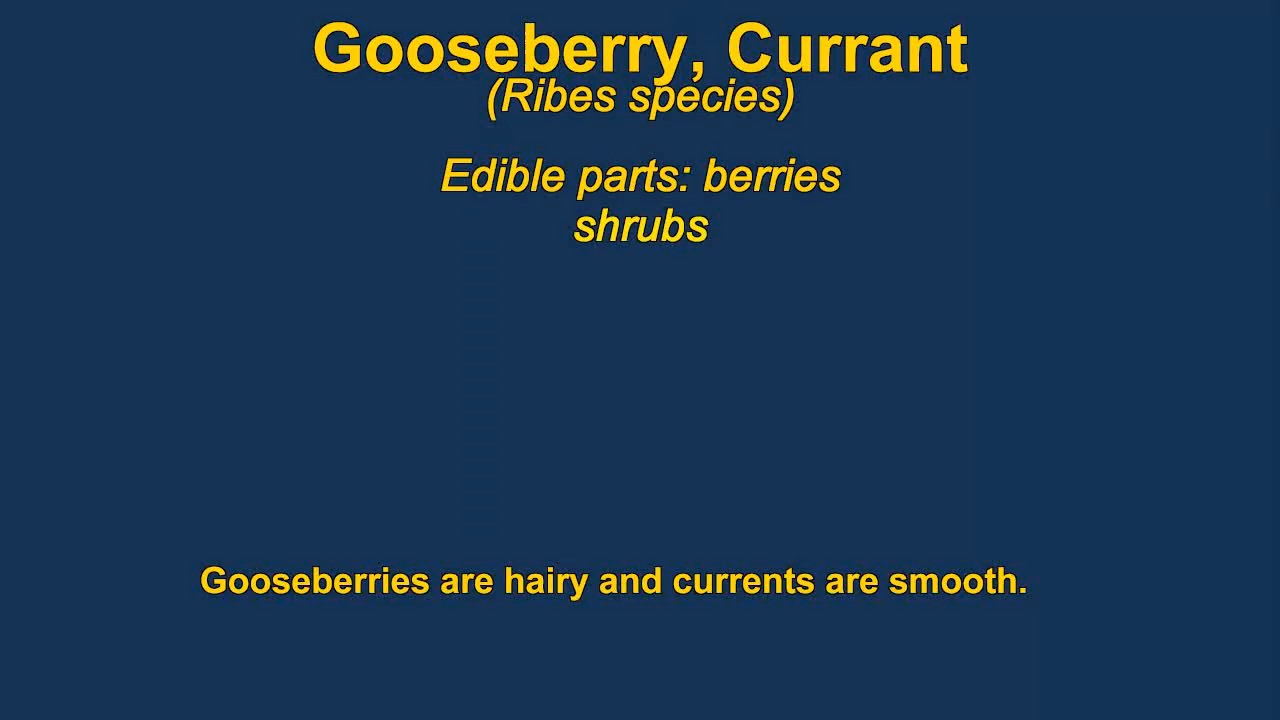 Gooseberry, Currant
(Ribes species)
Edible parts: berries
shrubs
Gooseberries are hairy and currents are smooth.